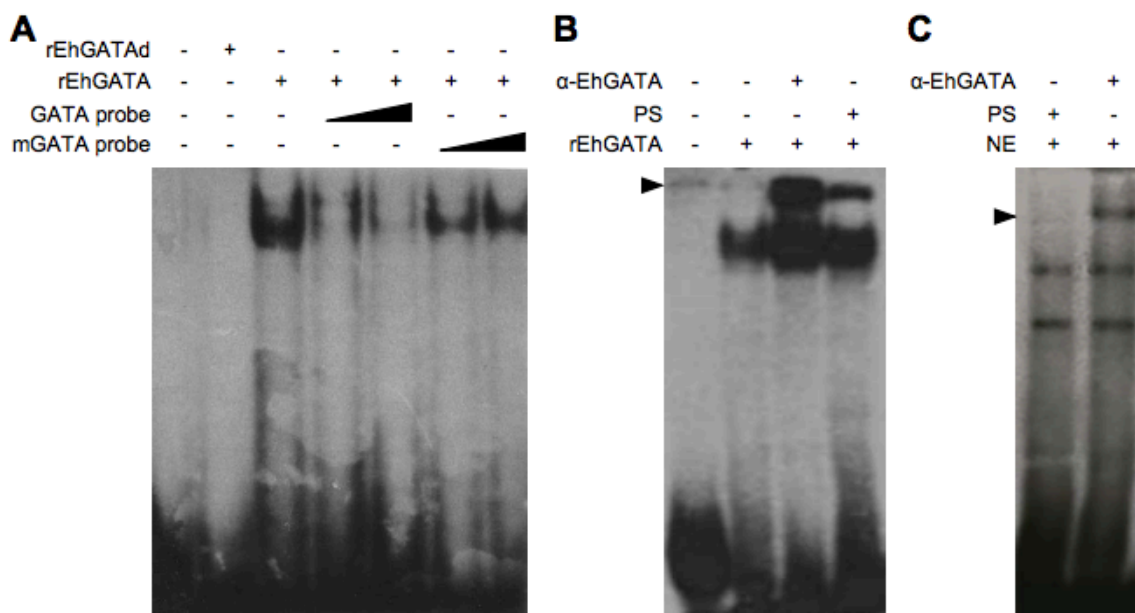 A
rEhGATAd - + - - - - -
rEhGATA - - + + + + +
GATA probe - - - - -
mGATA probe - - - - -
B
α-EhGATA - - + -
PS - - - +
rEhGATA - + + +
C
α-EhGATA - +
PS + -
NE + +